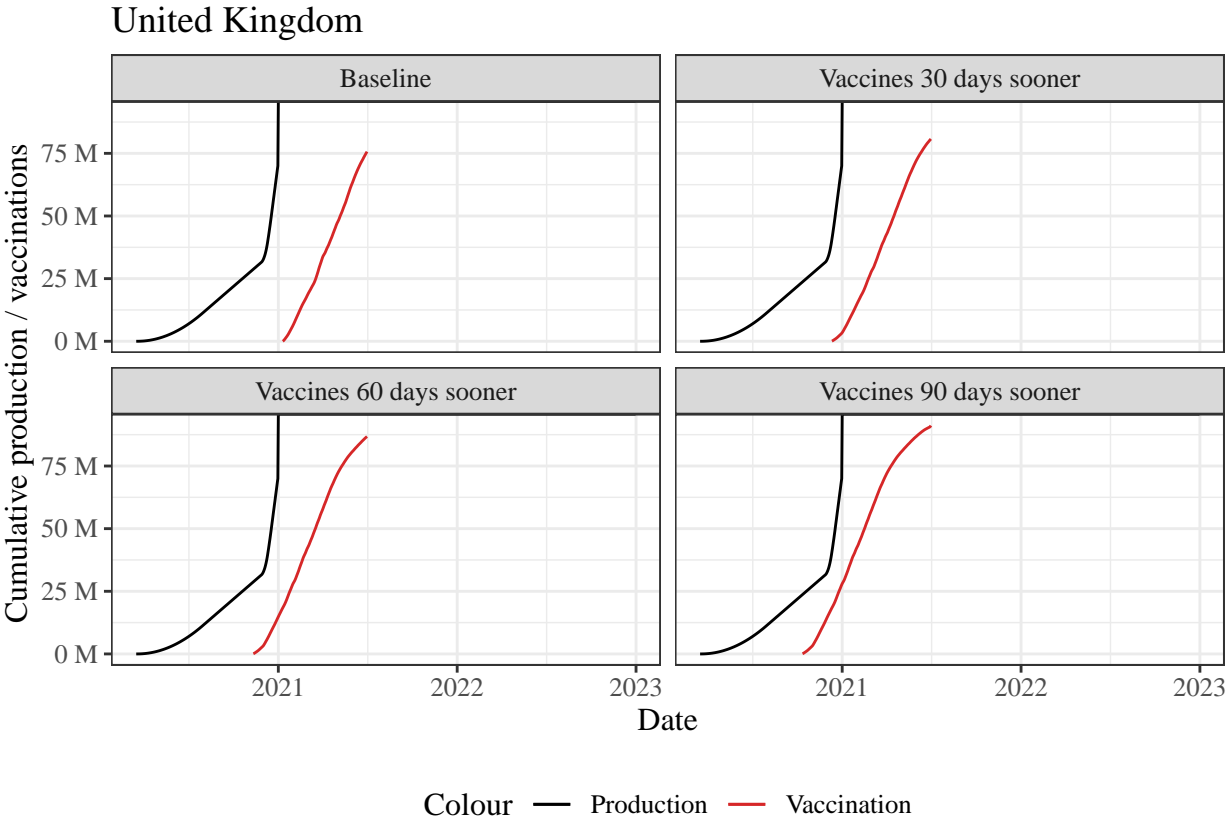 United Kingdom
Baseline
Vaccines 30 days sooner
75 M
50 M
25 M
0 M
Vaccines 60 days sooner
Vaccines 90 days sooner
75 M
50 M
25 M
0 M
2021 2022 2023
2021 2022 2023
Cumulative production / vaccinations
Date
Colour Production Vaccination